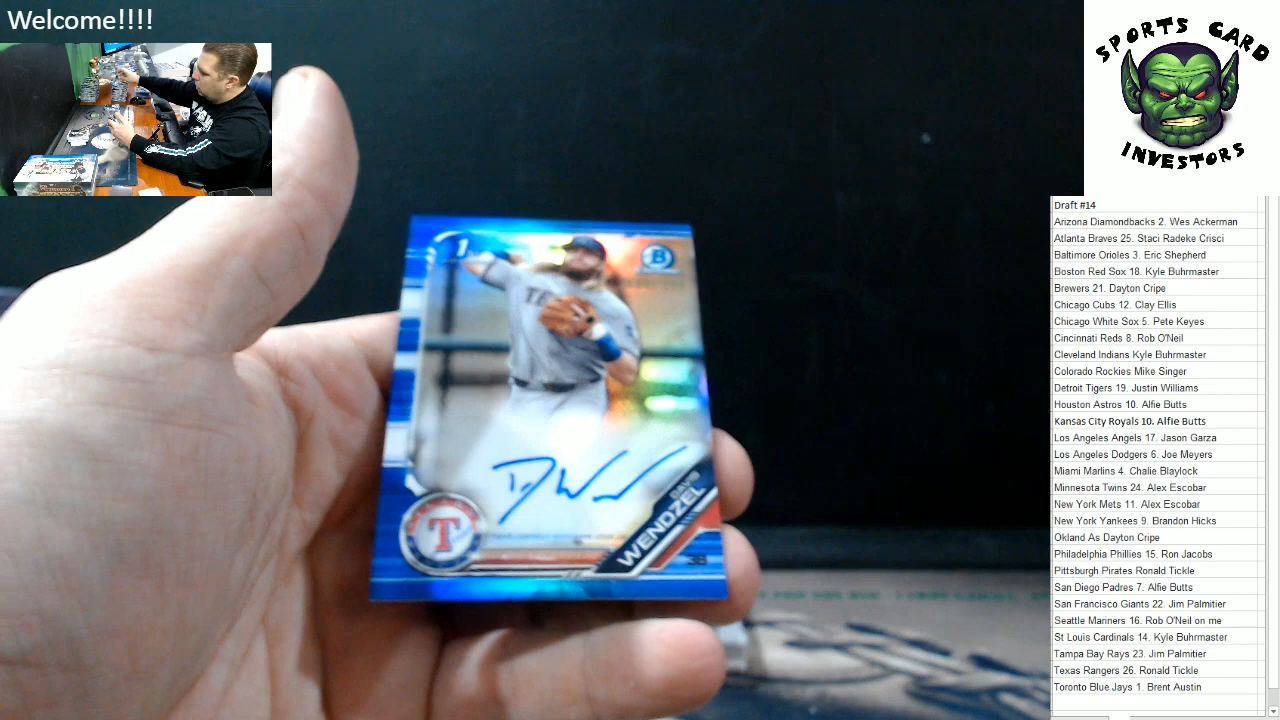 Welcome!!!!
SPORTS CARD
INVESTORS
Draft #14
Arizona Diamondbacks 2. Wes Ackerman
Atlanta Braves 25. Staci Radeke Crisci
Baltimore Orioles 3. Eric Shepherd
Boston Red Sox 18. Kyle Buhrmaster
Brewers 21. Dayton Cripe
Chicago Cubs 12. Clay Ellis
Chicago White Sox 5. Pete Keyes
Cincinnati Reds 8. Rob O'Neil
Cleveland Indians Kyle Buhrmaster
Colorado Rockies Mike Singer
Detroit Tigers 19. Justin Williams
Houston Astros 10. Alfie Butts
Kansas City Royals 10. Alfie Butts
Los Angeles Angels 17. Jason Garza
Los Angeles Dodgers 6. Joe Meyers
Miami Marlins 4. Chalie Blaylock
Minnesota Twins 24. Alex Escobar
New York Mets 11. Alex Escobar
New York Yankees 9. Brandon Hicks
Okland As Dayton Cripe
Philadelphia Phillies 15. Ron Jacobs
Pittsburgh Pirates Ronald Tickle
San Diego Padres 7. Alfie Butts
San Francisco Giants 22. Jim Palmitier
Seattle Mariners 16. Rob O'Neil on me
St Louis Cardinals 14. Kyle Buhrmaster
Tampa Bay Rays 23. Jim Palmitier
Texas Rangers 26. Ronald Tickle
Toronto Blue Jays 1. Brent Austin
1
B
TE
T
DAVIS
WENDZEL
3B